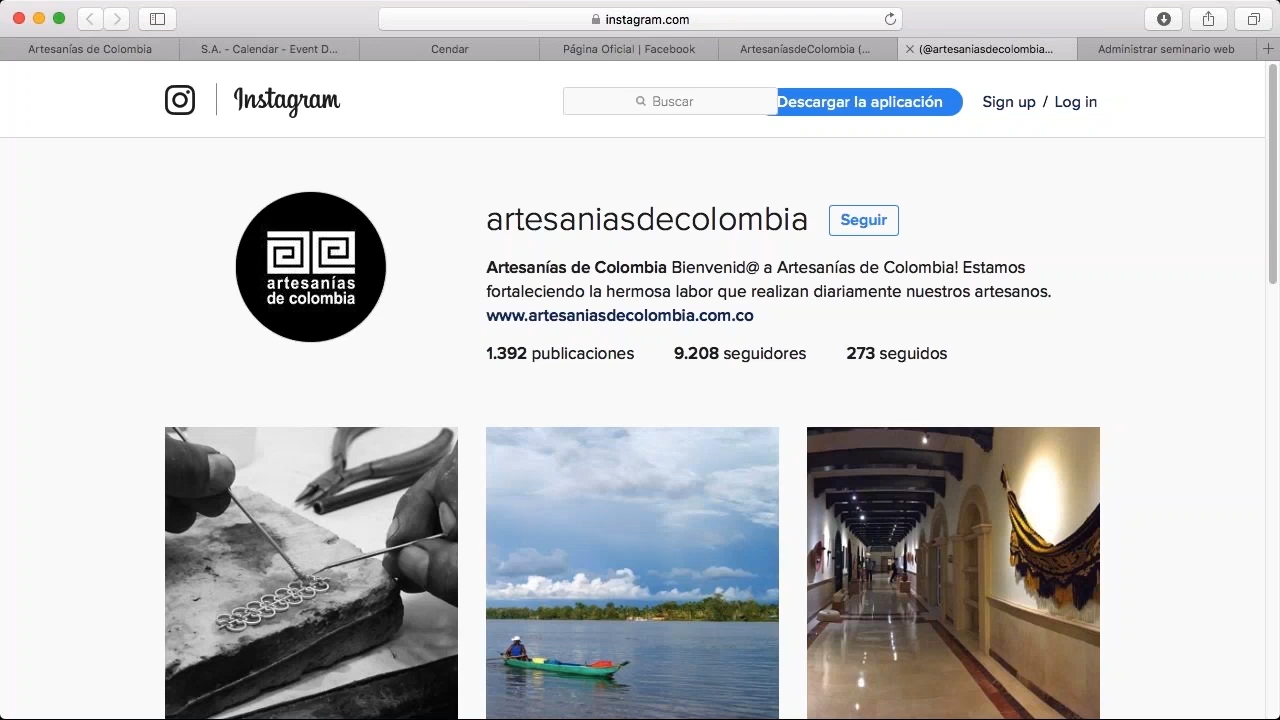 instagram.com
Artesanías de Colombia
S.A. - Calendar - Event D...
Cendar
Página Oficial | Facebook
ArtesaníasdeColombia (...
(@artesaniasdecolombia...
Administrar seminario web
Instagram
Buscar
Descargar la aplicación
Sign up / Log in
artesanías
de colombia
artesaniasdecolombia
Seguir
Artesanías de Colombia Bienvenid@ a Artesanías de Colombia! Estamos
fortaleciendo la hermosa labor que realizan diariamente nuestros artesanos.
www.artesaniasdecolombia.com.co
1.392 publicaciones 9.208 seguidores 273 seguidos